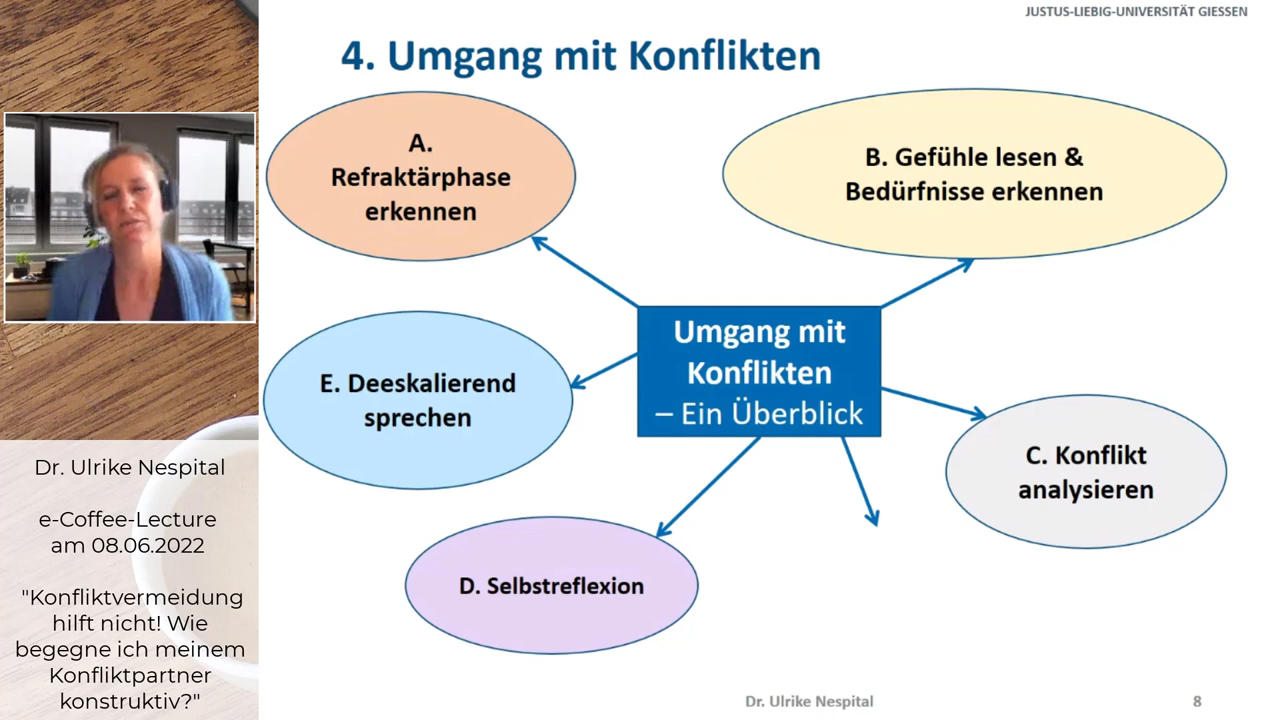 JUSTUS-LIEBIG-UNIVERSITÄT GIESSEN
4. Umgang mit Konflikten
A.
Refraktärphase
erkennen
B. Gefühle lesen &
Bedürfnisse erkennen
Umgang mit
Konflikten
– Ein Überblick
E. Deeskalierend
sprechen
C. Konflikt
analysieren
D. Selbstreflexion
Dr. Ulrike Nespital
8
Dr. Ulrike Nespital
e-Coffee-Lecture
am 08.06.2022
"Konfliktvermeidung
hilft nicht! Wie
begegne ich meinem
Konfliktpartner
konstruktiv?"